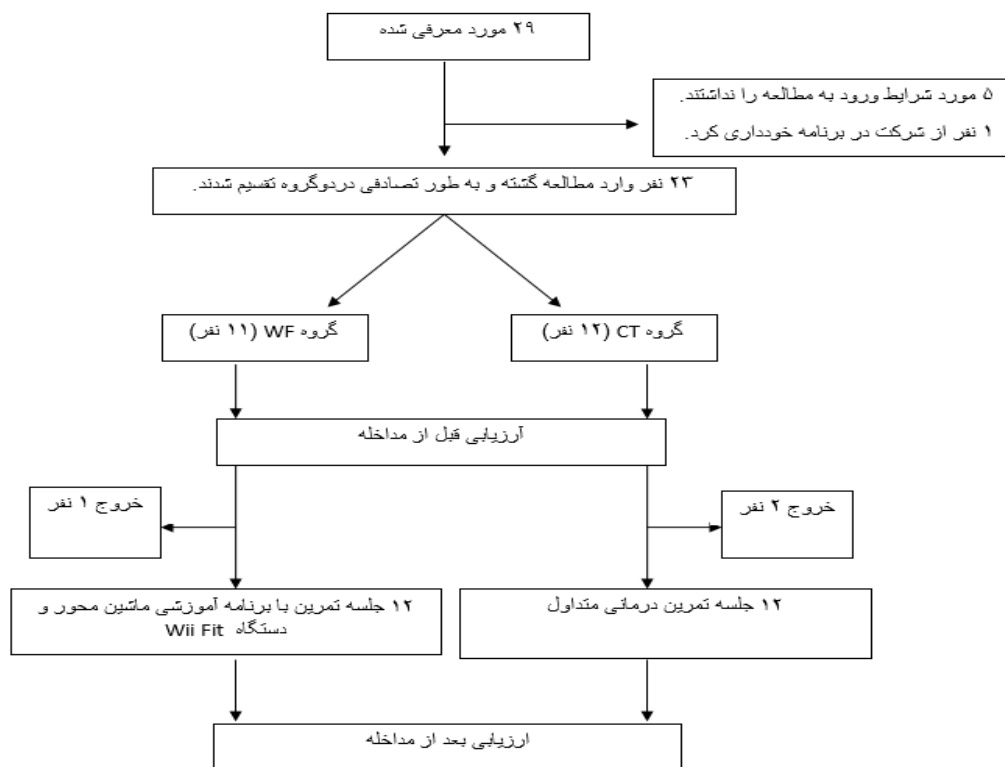 ۲۹ مورد معرفی شده
۵ مورد شرایط ورود به مطالعه را نداشتند.
۱ نفر از شرکت در برنامه خودداری کرد.
۲۳ نفر وارد مطالعه گشته و به طور تصادفی دردوگروه تقسیم شدند.
گروه CT (۱۲ نفر)
گروه WF (۱۱ نفر)
آرزیابی قبل از مداخله
خروج ۲ نفر
خروج ۱ نفر
۱۲ جلسه تمرین درمانی متداول
۱۲ جلسه تمرین با برنامه آموزشی ماشین محور و
دستگاه Wii Fit
ارزیابی بعد از مداخله